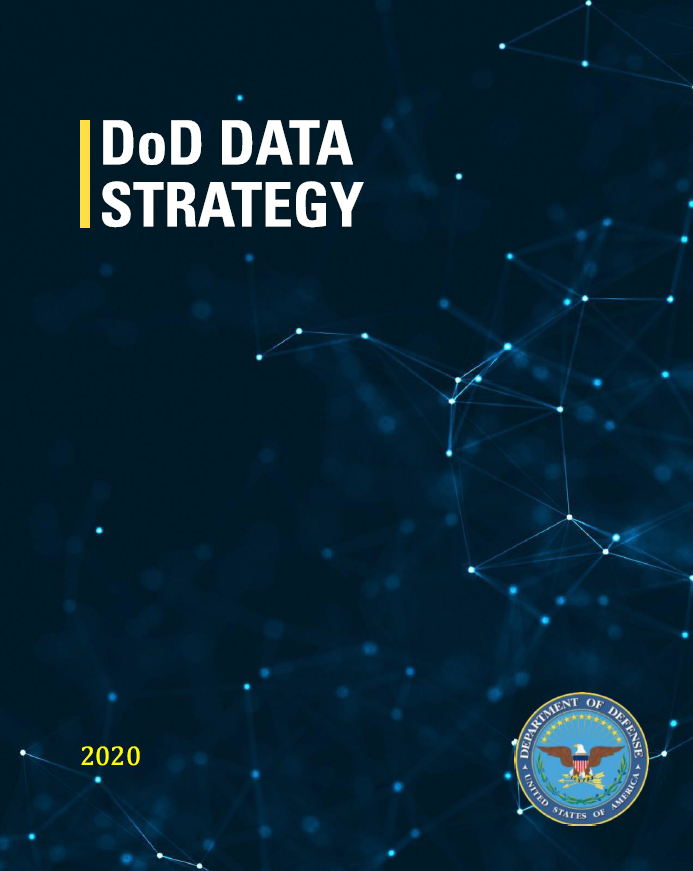 DoD DATA
STRATEGY
2020
DEPARTMENT OF DEFENSE
UNITED STATES OF AMERICA